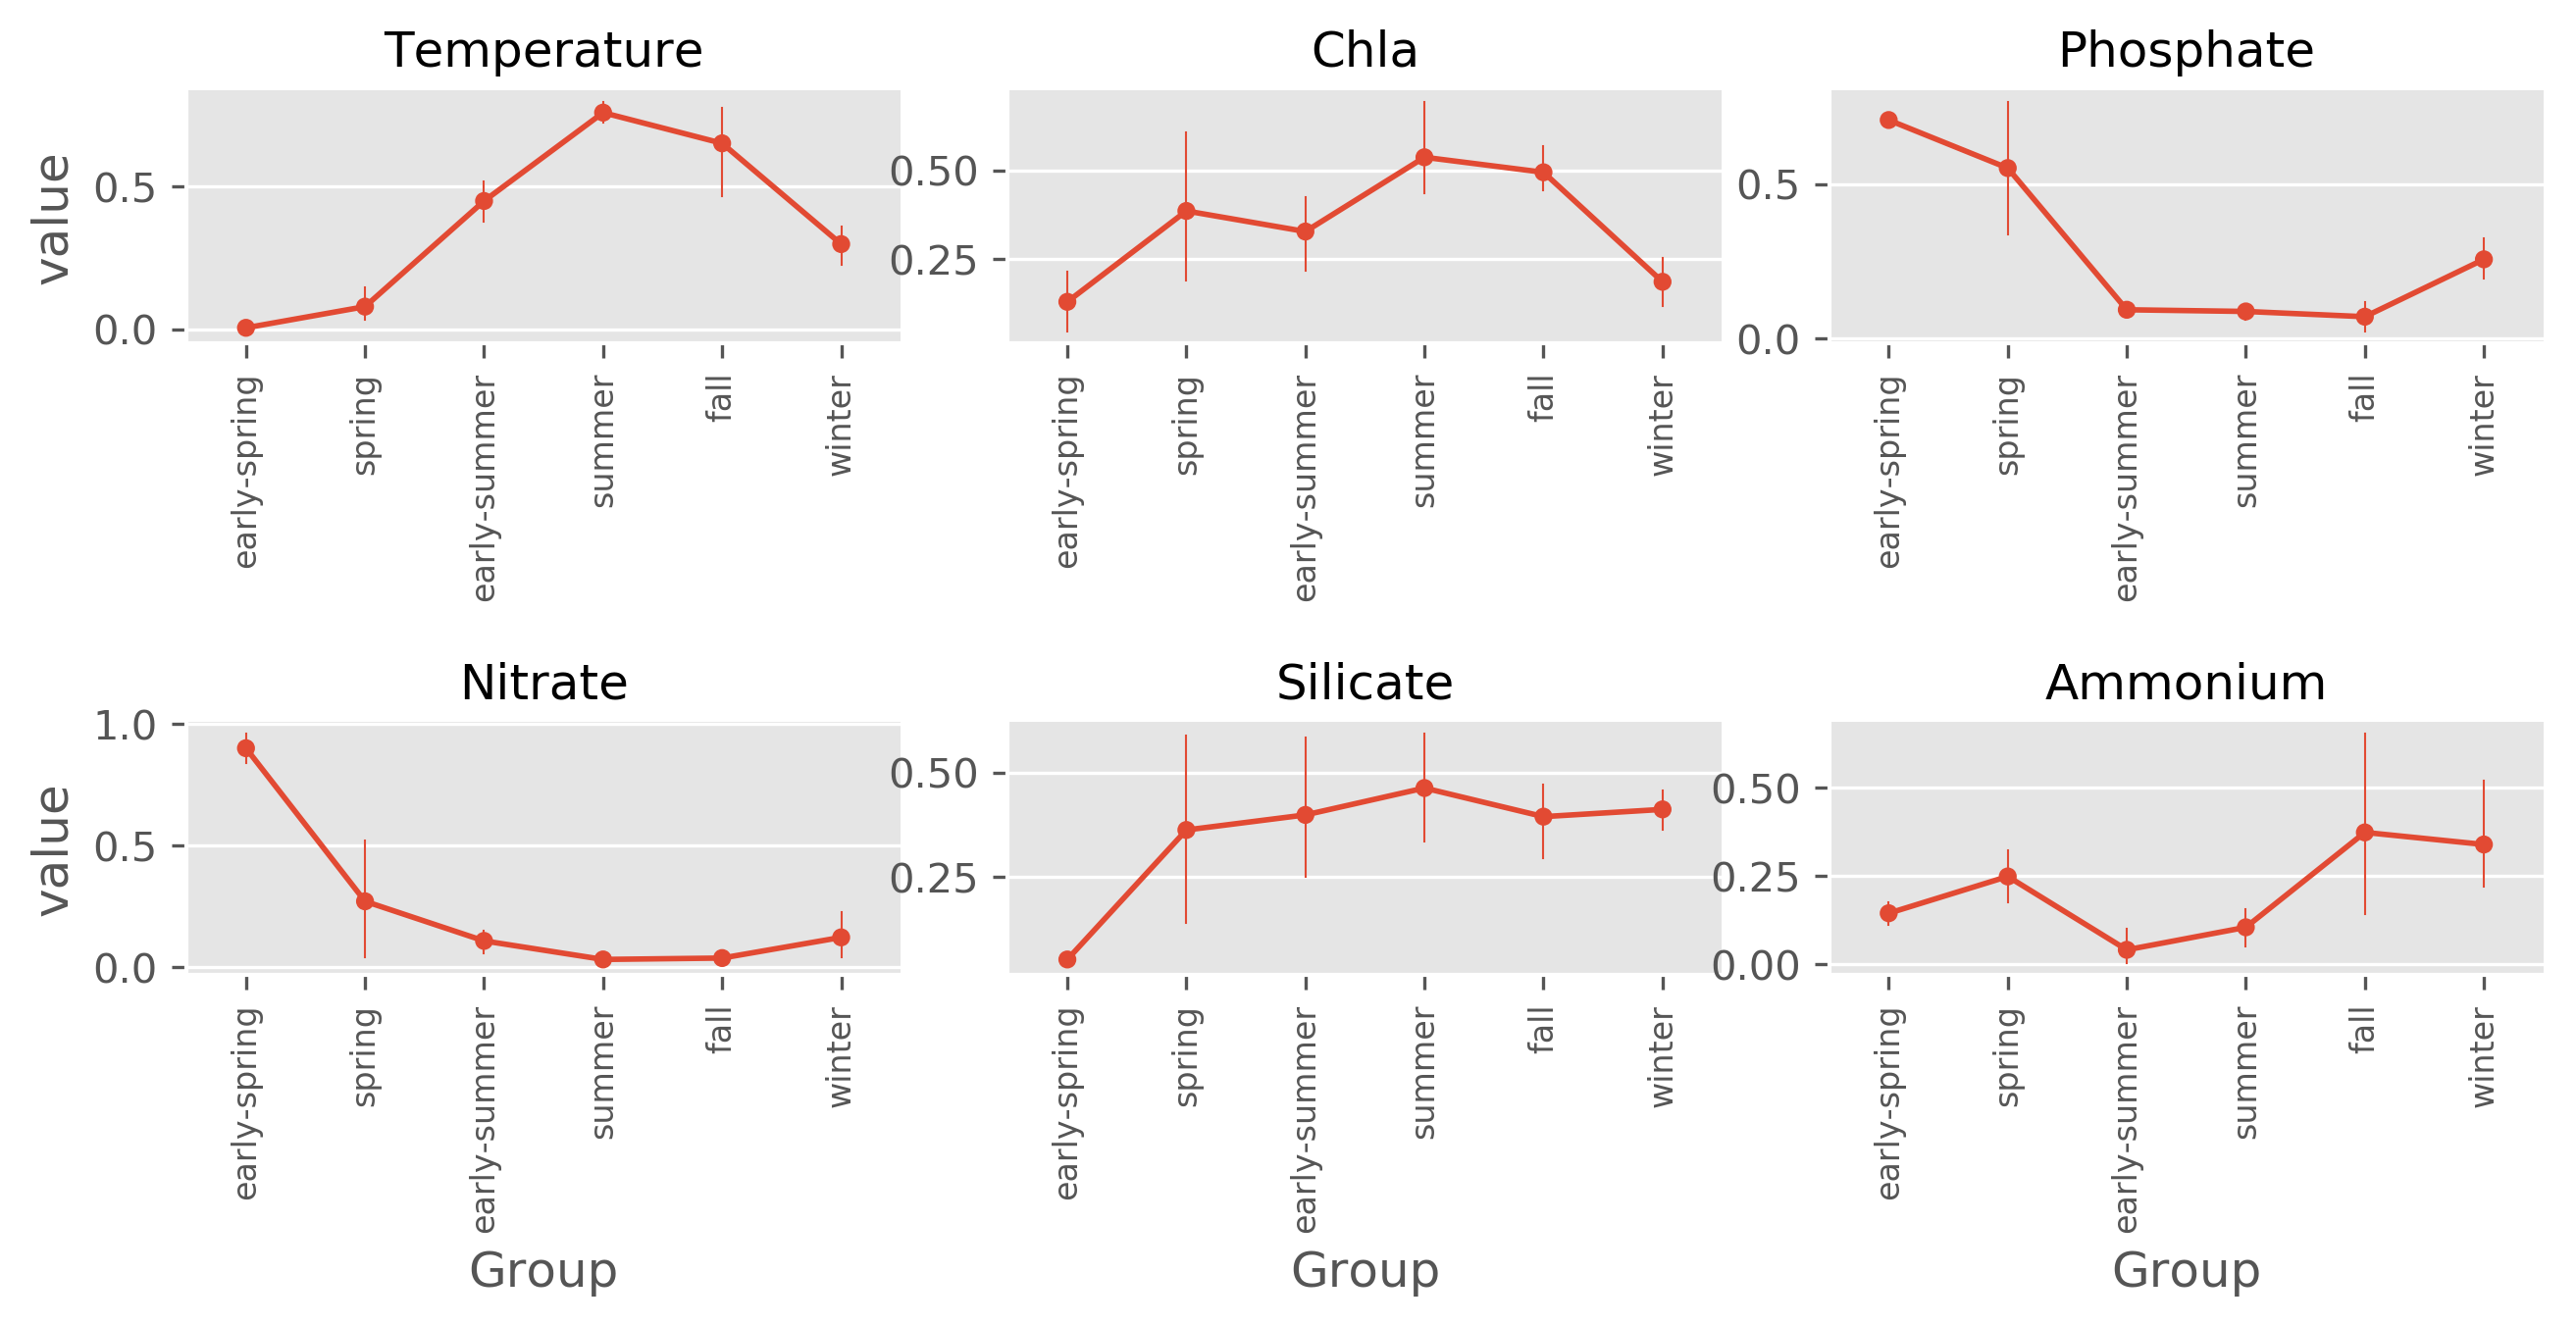 Temperature
Chla
Phosphate
value
0.5
0.0
early-spring
spring
early-summer
summer
fall
winter
0.50
0.25
early-spring
spring
early-summer
summer
fall
winter
0.5
0.0
early-spring
spring
early-summer
summer
fall
winter
Nitrate
Silicate
Ammonium
value
1.0
0.5
0.0
early-spring
spring
early-summer
summer
fall
winter
Group
0.50
0.25
early-spring
spring
early-summer
summer
fall
winter
Group
0.50
0.25
0.00
early-spring
spring
early-summer
summer
fall
winter
Group